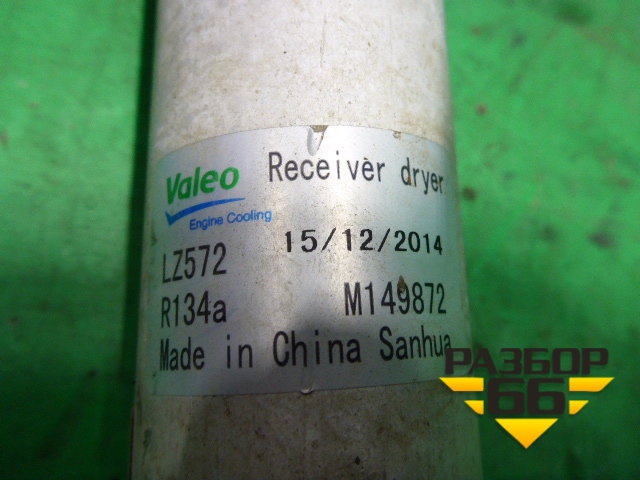 Valeo Receiver dryer
Engine Cooling
15/12/2014
LZ572
R134a M149872
Made in China Sanhua
РАЗБОР
66